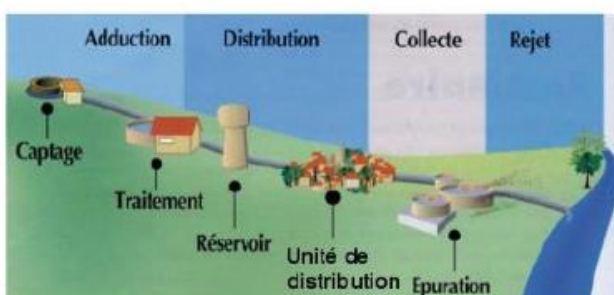 Adduction Distribution Collecte Rejet
Captage
Traitement
Réservoir
Unité de
distribution
Epuration